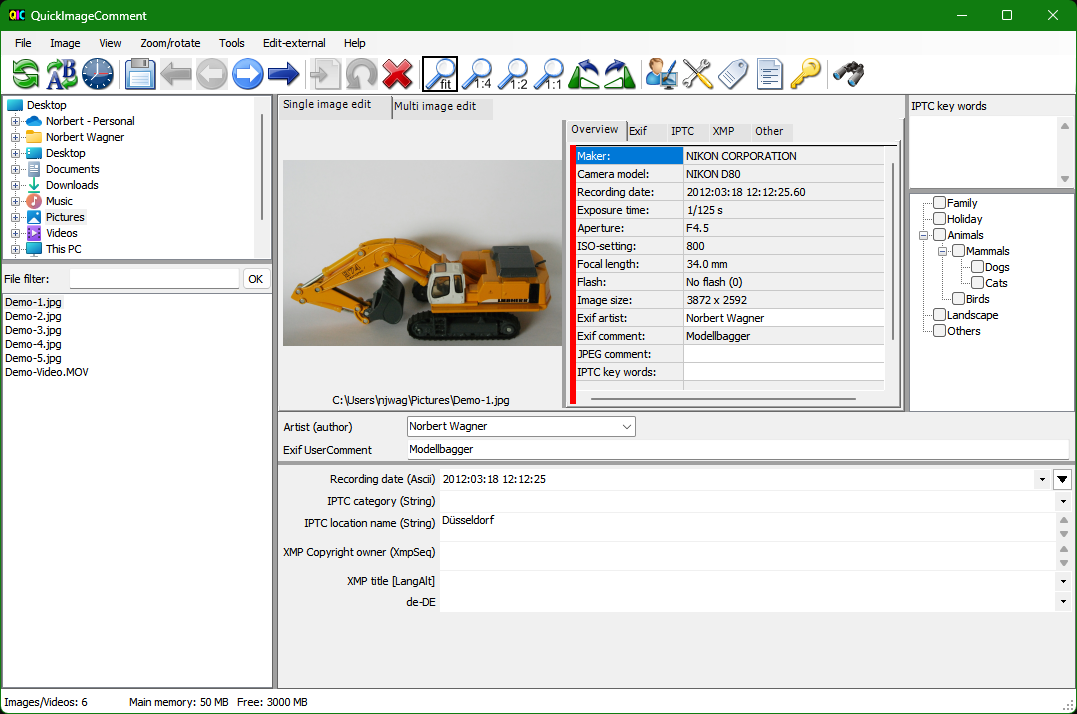 QIC QuickImageComment
File Image View Zoom/rotate Tools Edit-external Help
fit 1:4 1:2 1:1
Desktop
Norbert - Personal
Norbert Wagner
Desktop
Documents
Downloads
Music
Pictures
Videos
This PC
File filter: OK
Demo-1.jpg
Demo-2.jpg
Demo-3.jpg
Demo-4.jpg
Demo-5.jpg
Demo-Video.MOV
Single image edit Multi image edit
LIEBHERR
C:\Users\njwag\Pictures\Demo-1.jpg
Overview Exif IPTC XMP Other
Maker: NIKON CORPORATION
Camera model: NIKON D80
Recording date: 2012:03:18 12:12:25.60
Exposure time: 1/125 s
Aperture: F4.5
ISO-setting: 800
Focal length: 34.0 mm
Flash: No flash (0)
Image size: 3872 x 2592
Exif artist: Norbert Wagner
Exif comment: Modellbagger
JPEG comment:
IPTC key words:
IPTC key words
Family
Holiday
Animals
Mammals
Dogs
Cats
Birds
Landscape
Others
Artist (author) Norbert Wagner
Exif UserComment Modellbagger
Recording date (Ascii) 2012:03:18 12:12:25
IPTC category (String)
IPTC location name (String) Düsseldorf
XMP Copyright owner (XmpSeq)
XMP title [LangAlt]
de-DE
Images/Videos: 6 Main memory: 50 MB Free: 3000 MB